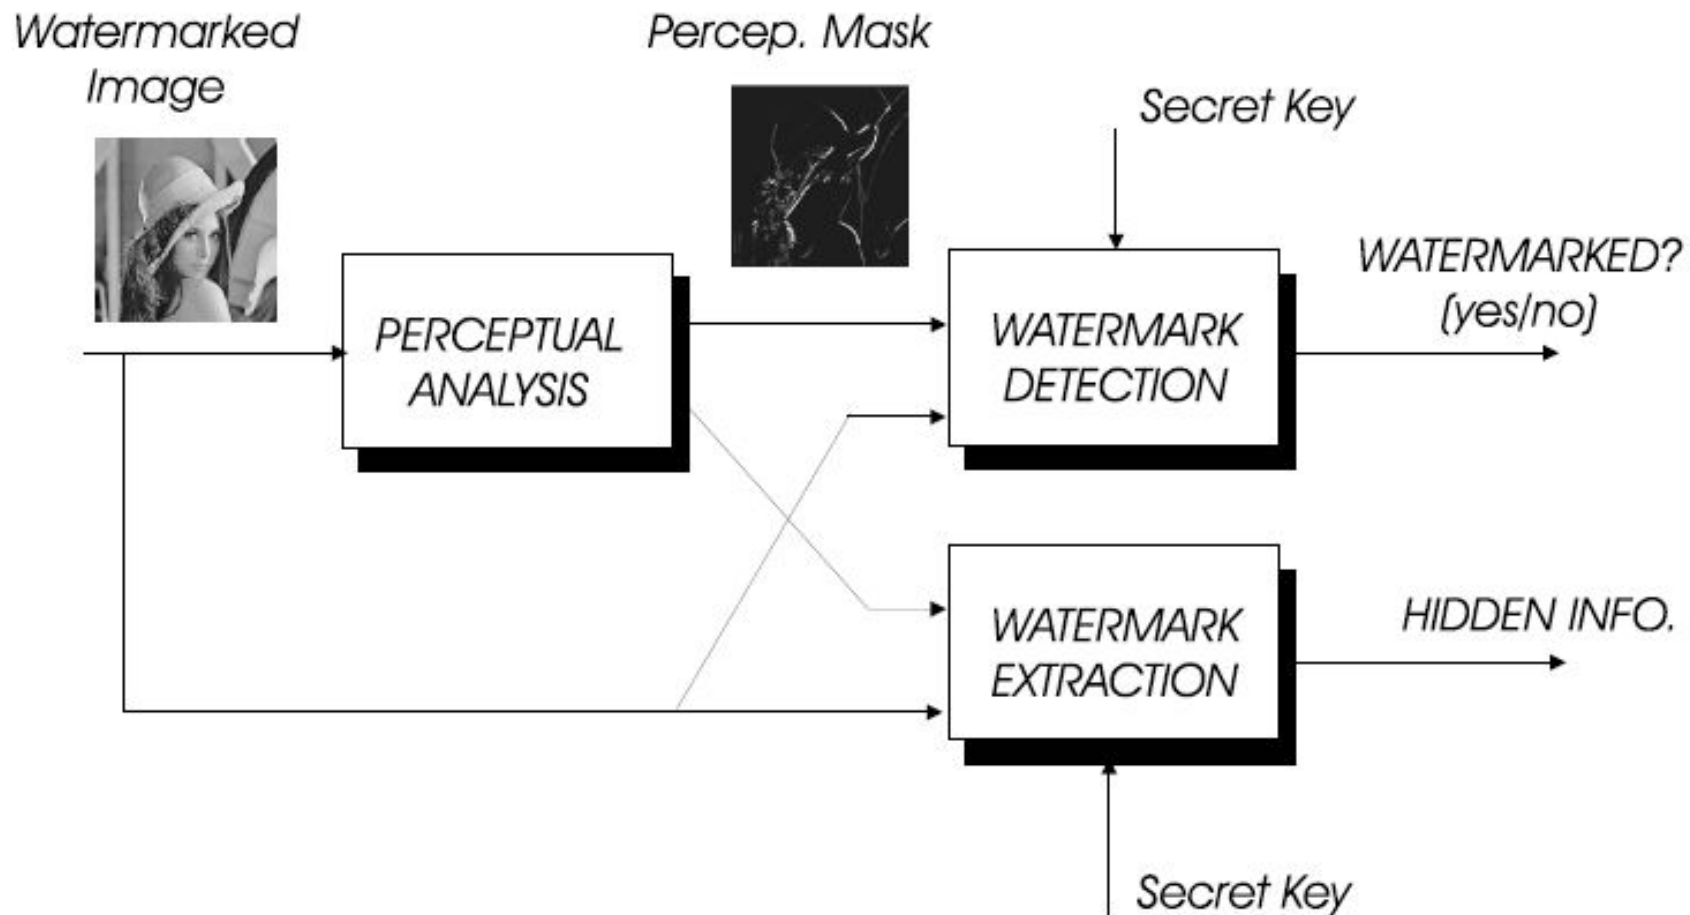 Watermarked
Image
Percep. Mask
Secret Key
PERCEPTUAL
ANALYSIS
WATERMARK
DETECTION
WATERMARKED?
(yes/no)
WATERMARK
EXTRACTION
HIDDEN INFO.
Secret Key